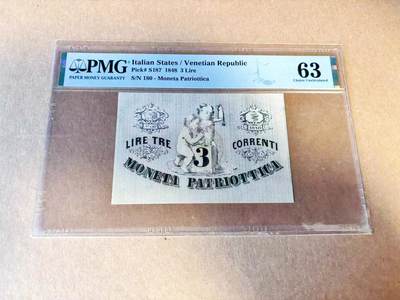 PMG
PAPER MONEY GUARANTY
Italian States / Venetian Republic
Pick# S187 1848 3 Lire
S/N 180 - Moneta Patriottica
63
Choice Uncirculated
LIRE TRE
CORRENTI
3
MONETA PATRIOTTICA